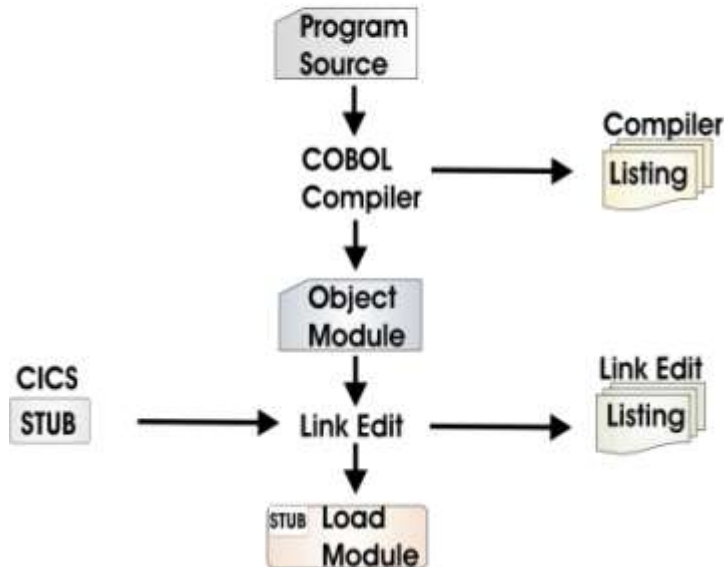 Program
Source
COBOL
Compiler
Compiler
Listing
Object
Module
CICS
STUB
Link Edit
Link Edit
Listing
STUB Load
Module